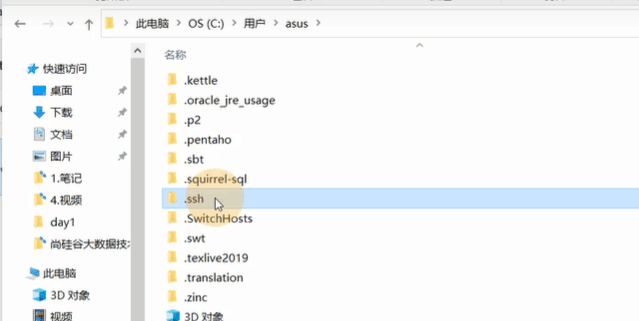 此电脑 › OS (C:) › 用户 › asus ›
名称
快速访问
桌面
下载
文档
图片
1.笔记
4.视频
day1
尚硅谷大数据技
此电脑
3D 对象
视频
.kettle
.oracle_jre_usage
.p2
.pentaho
.sbt
.squirrel-sql
.ssh
.SwitchHosts
.swt
.texlive2019
.translation
.zinc
3D 对象